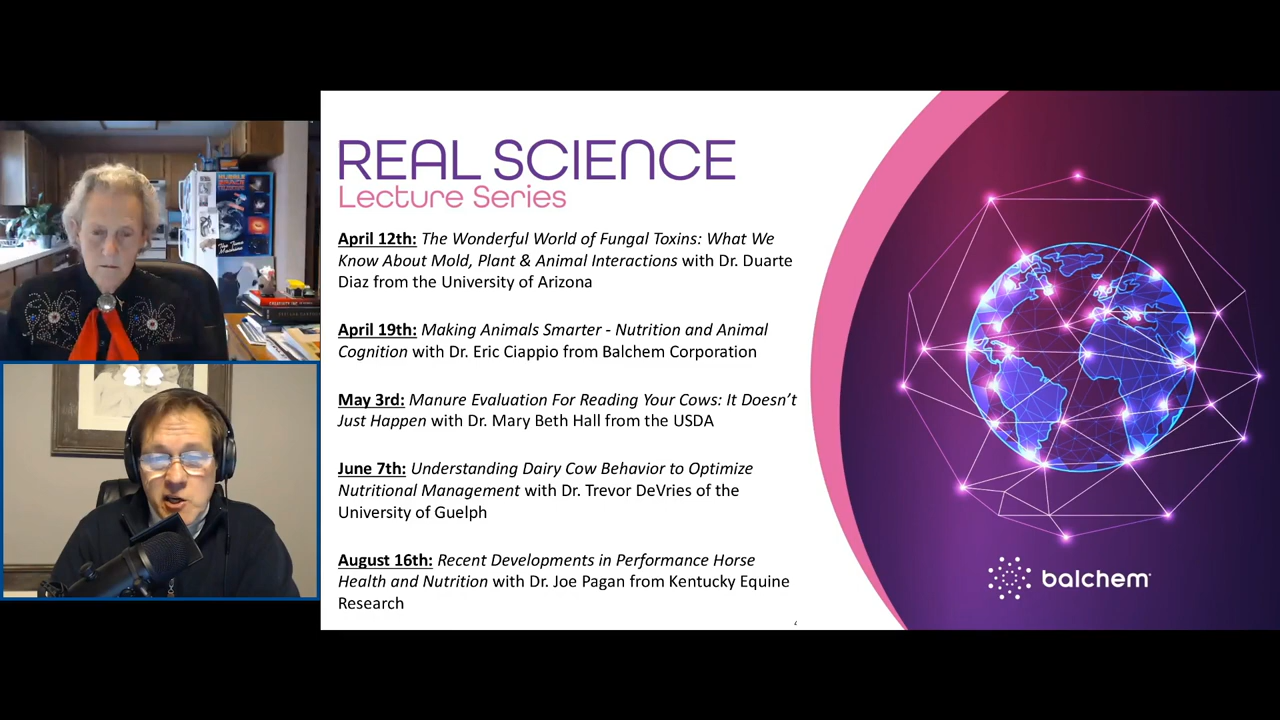 REAL SCIENCE
Lecture Series
April 12th: The Wonderful World of Fungal Toxins: What We
Know About Mold, Plant & Animal Interactions with Dr. Duarte
Diaz from the University of Arizona
April 19th: Making Animals Smarter - Nutrition and Animal
Cognition with Dr. Eric Ciappio from Balchem Corporation
May 3rd: Manure Evaluation For Reading Your Cows: It Doesn't
Just Happen with Dr. Mary Beth Hall from the USDA
June 7th: Understanding Dairy Cow Behavior to Optimize
Nutritional Management with Dr. Trevor DeVries of the
University of Guelph
August 16th: Recent Developments in Performance Horse
Health and Nutrition with Dr. Joe Pagan from Kentucky Equine
Research
balchem